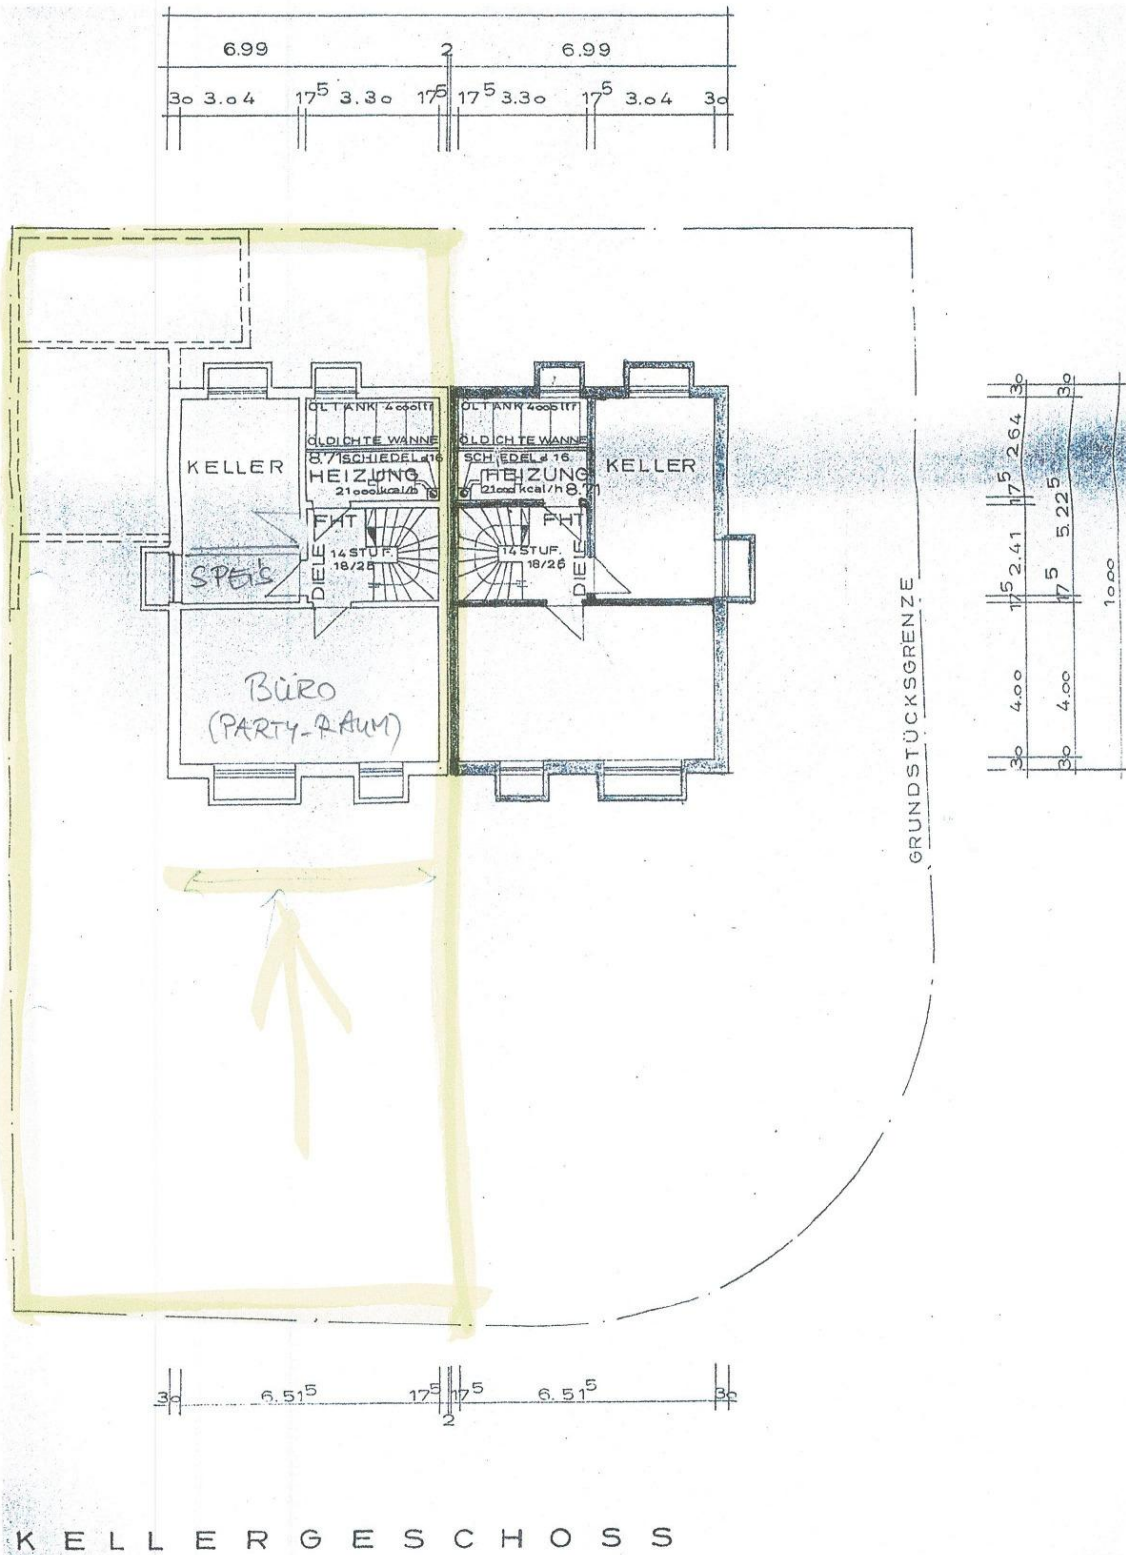 6.99 2 6.99
30 3.04 17⁵ 3.30 17⁵ 17⁵ 3.30 17⁵ 3.04 30
ÖLTANK 4000ltr
ÖLDICHTE WANNE
8.71 SCHIEDEL ø 16
HEIZUNG
21000kcal/h
KELLER
FHT
DIELE
14 STUF.
18/26
SPEIS
BÜRO
(PARTY-RAUM)
ÖLTANK 4000ltr
ÖLDICHTE WANNE
SCHIEDEL ø 16
HEIZUNG
21000 kcal/h 8.71
KELLER
FHT
DIELE
14 STUF.
18/26
GRUNDSTÜCKSGRENZE
30 4.00 17⁵ 2.41 17⁵ 2.64 30
30 4.00 17⁵ 5.22⁵ 30
10.00
30 6.51⁵ 17⁵ 17⁵ 6.51⁵ 30
2
KELLERGESCHOSS